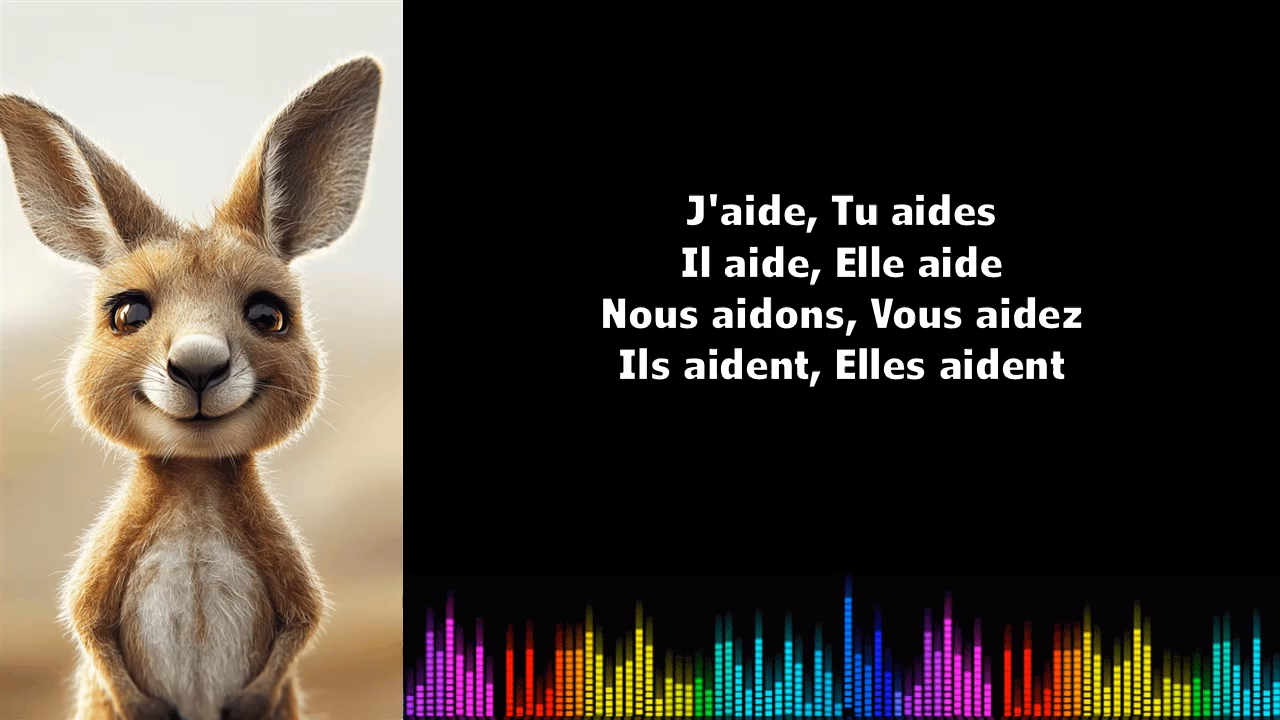 J'aide, Tu aides
Il aide, Elle aide
Nous aidons, Vous aidez
Ils aident, Elles aident